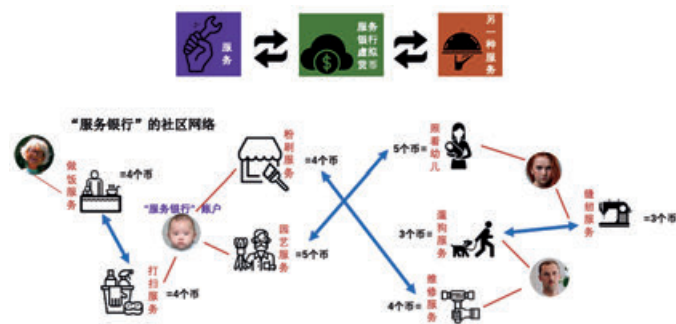 服务
服务
银行
虚拟
货币
另一种服务
“服务银行”的社区网络
做饭服务
=4个币
打扫服务
=4个币
“服务银行”账户
粉刷服务
=4个币
园艺服务
=5个币
5个币=
照看幼儿
3个币=
遛狗服务
4个币=
维修服务
缝纫服务
=3个币